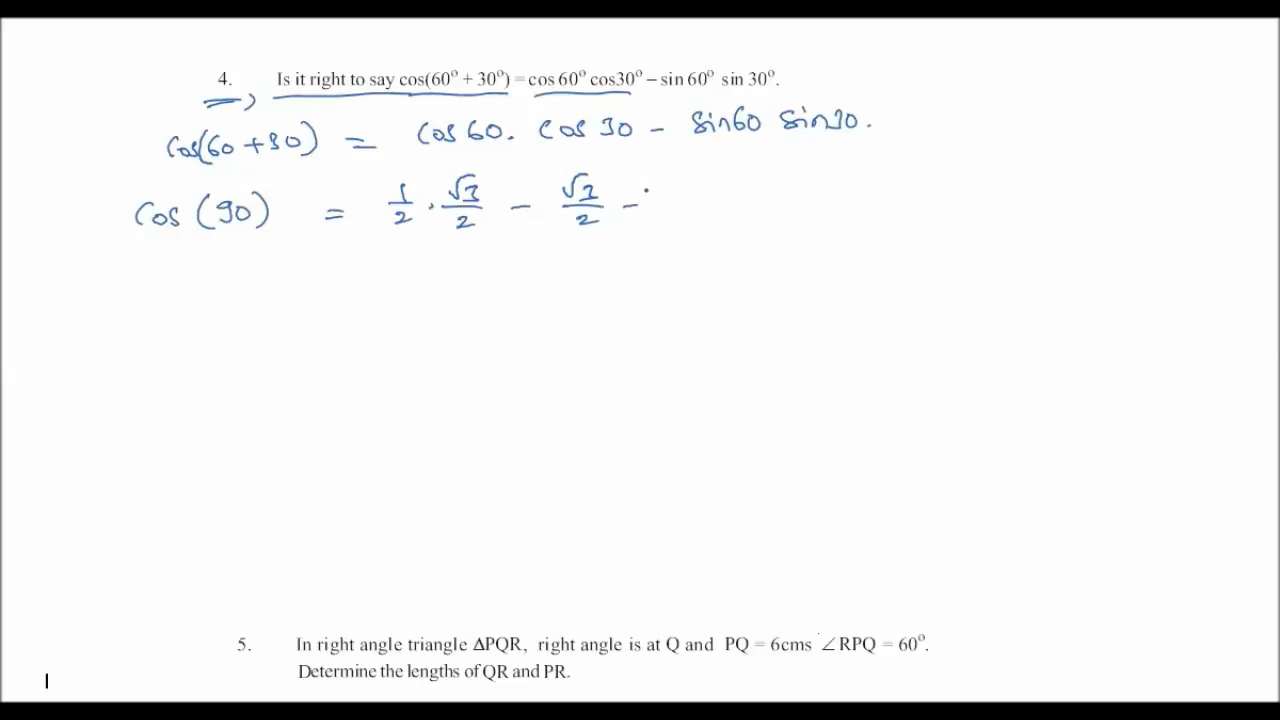 4. Is it right to say cos(60° + 30°) = cos 60° cos30° – sin 60° sin 30°.
cos(60 + 30) = cos 60 . cos 30 – sin60 sin30.
cos (90) = 1/2 . √3/2 – √3/2 –
5. In right angle triangle ΔPQR, right angle is at Q and PQ = 6cms ∠RPQ = 60°.
Determine the lengths of QR and PR.